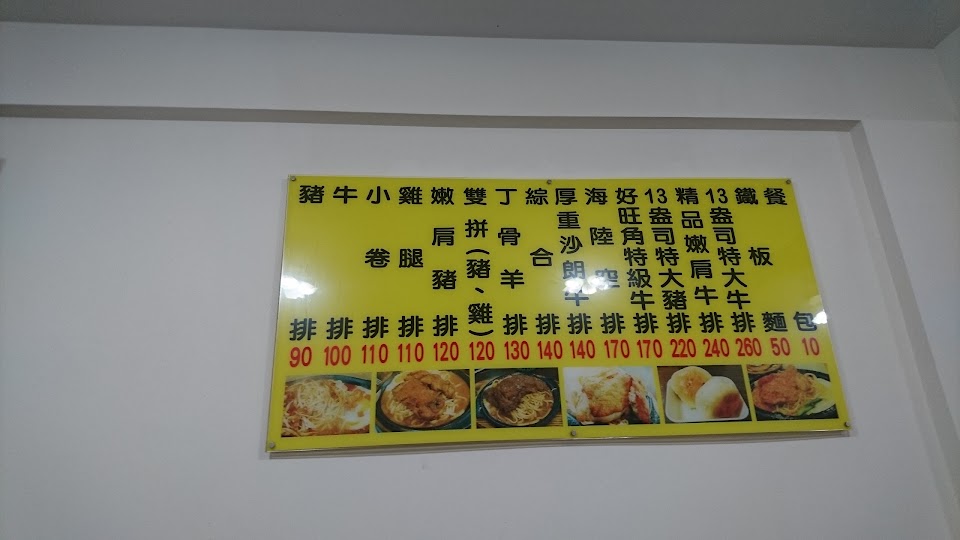 豬排 90
牛排 100
小卷排 110
雞腿排 110
嫩肩豬排 120
雙拼(豬、雞) 120
丁骨羊排 130
綜合排 140
厚重沙朗牛排 140
海陸空排 170
好旺角特級牛排 170
13盎司特大豬排 220
精品嫩肩牛排 240
13盎司特大牛排 260
鐵板麵 50
餐包 10